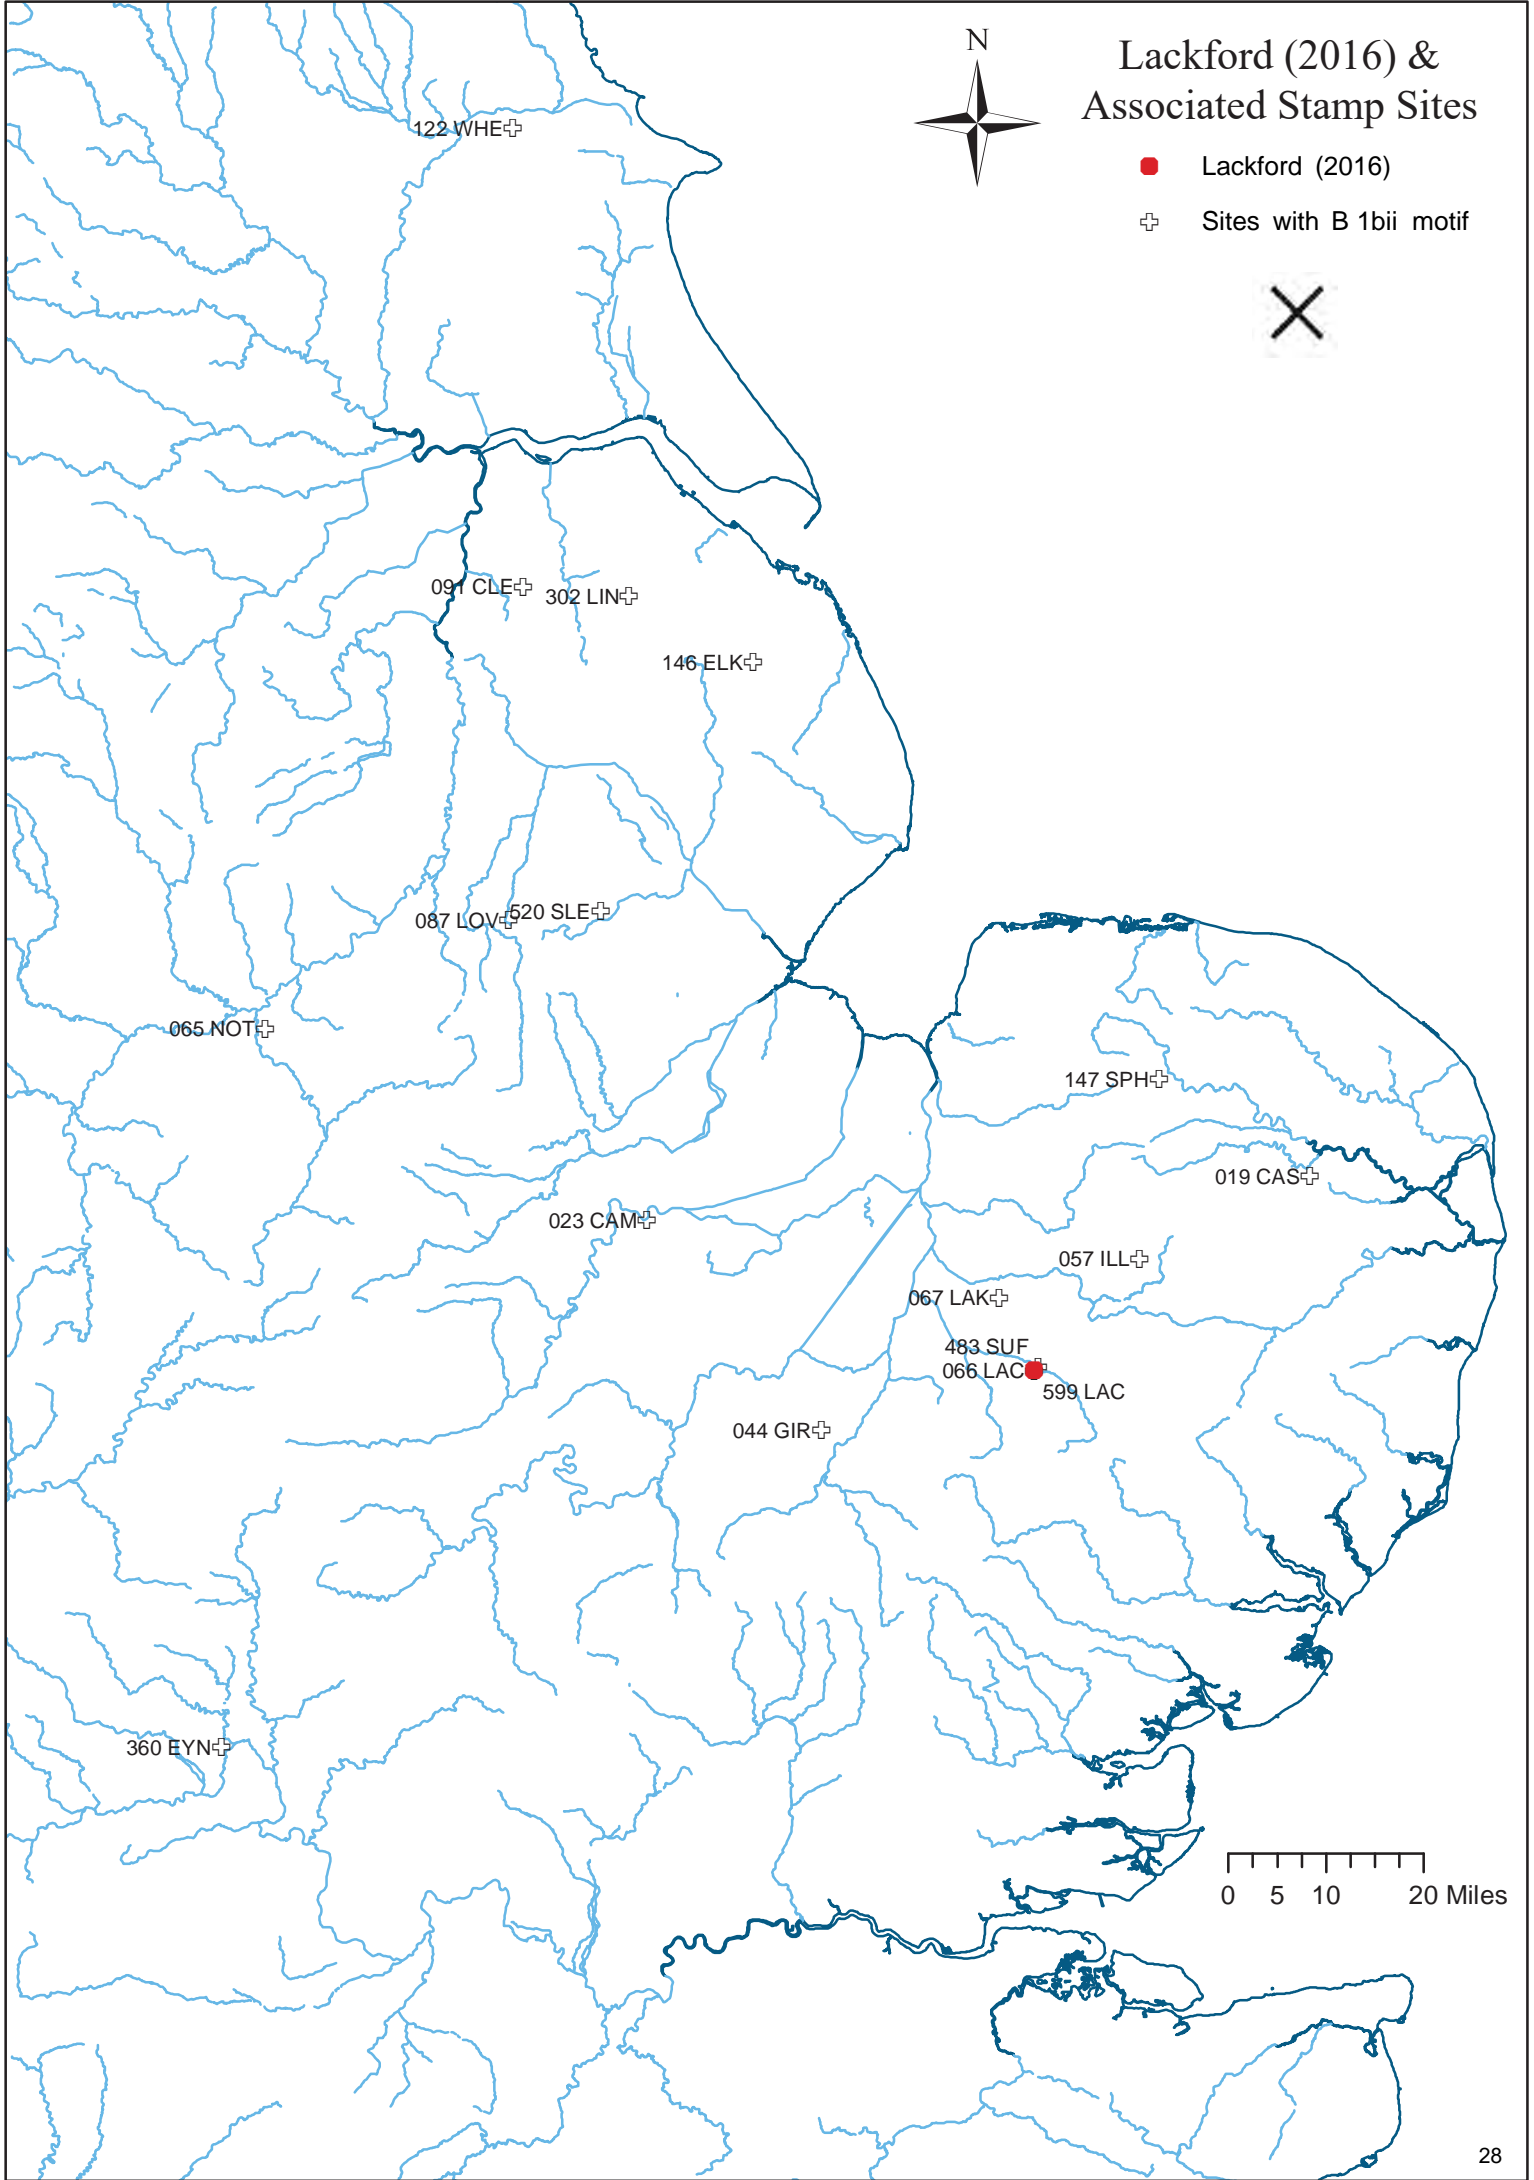 N
Lackford (2016) &
Associated Stamp Sites
Lackford (2016)
Sites with B 1bii motif
122 WHE
091 CLE
302 LIN
146 ELK
087 LOV
520 SLE
065 NOT
147 SPH
019 CAS
023 CAM
057 ILL
067 LAK
483 SUF
066 LAC
599 LAC
044 GIR
360 EYN
0 5 10 20 Miles
28